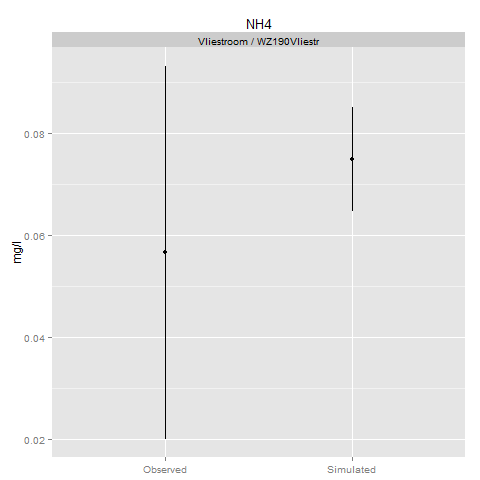 NH4
Vliestroom / WZ190Vliestr
mg/l
0.08
0.06
0.04
0.02
Observed
Simulated